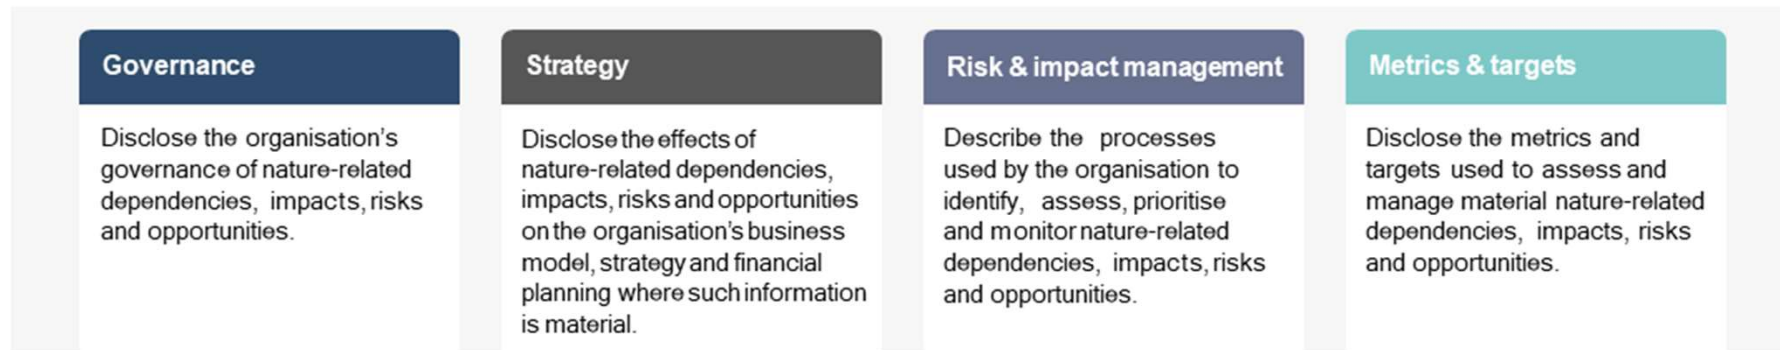 Governance
Disclose the organisation's
governance of nature-related
dependencies, impacts, risks
and opportunities.
Strategy
Disclose the effects of
nature-related dependencies,
impacts, risks and opportunities
on the organisation's business
model, strategy and financial
planning where such information
is material.
Risk & impact management
Describe the processes
used by the organisation to
identify, assess, prioritise
and monitor nature-related
dependencies, impacts, risks
and opportunities.
Metrics & targets
Disclose the metrics and
targets used to assess and
manage material nature-related
dependencies, impacts, risks
and opportunities.